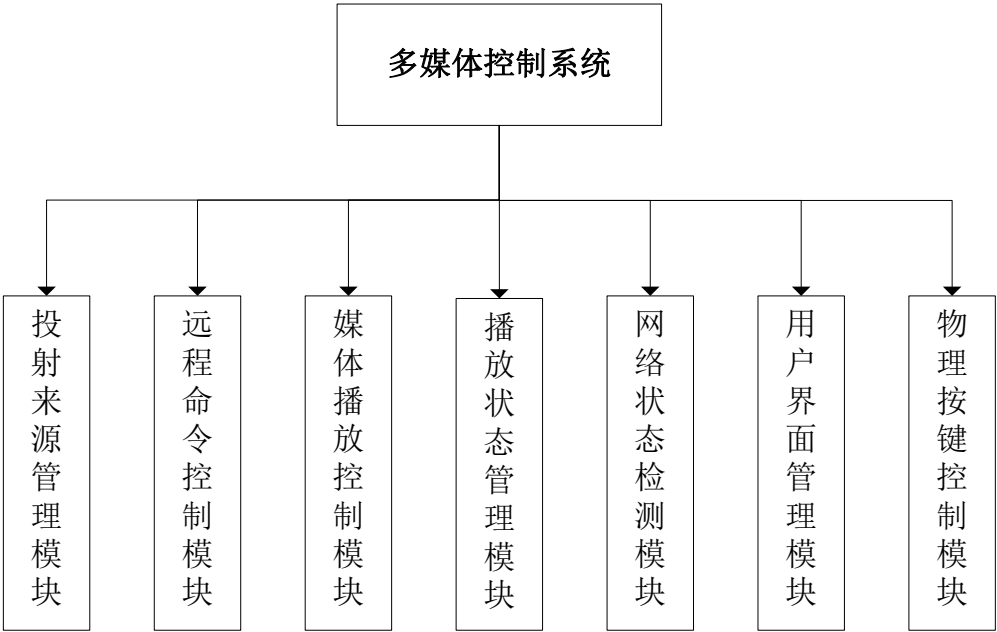 多媒体控制系统
投射来源管理模块
远程命令控制模块
媒体播放控制模块
播放状态管理模块
网络状态检测模块
用户界面管理模块
物理按键控制模块